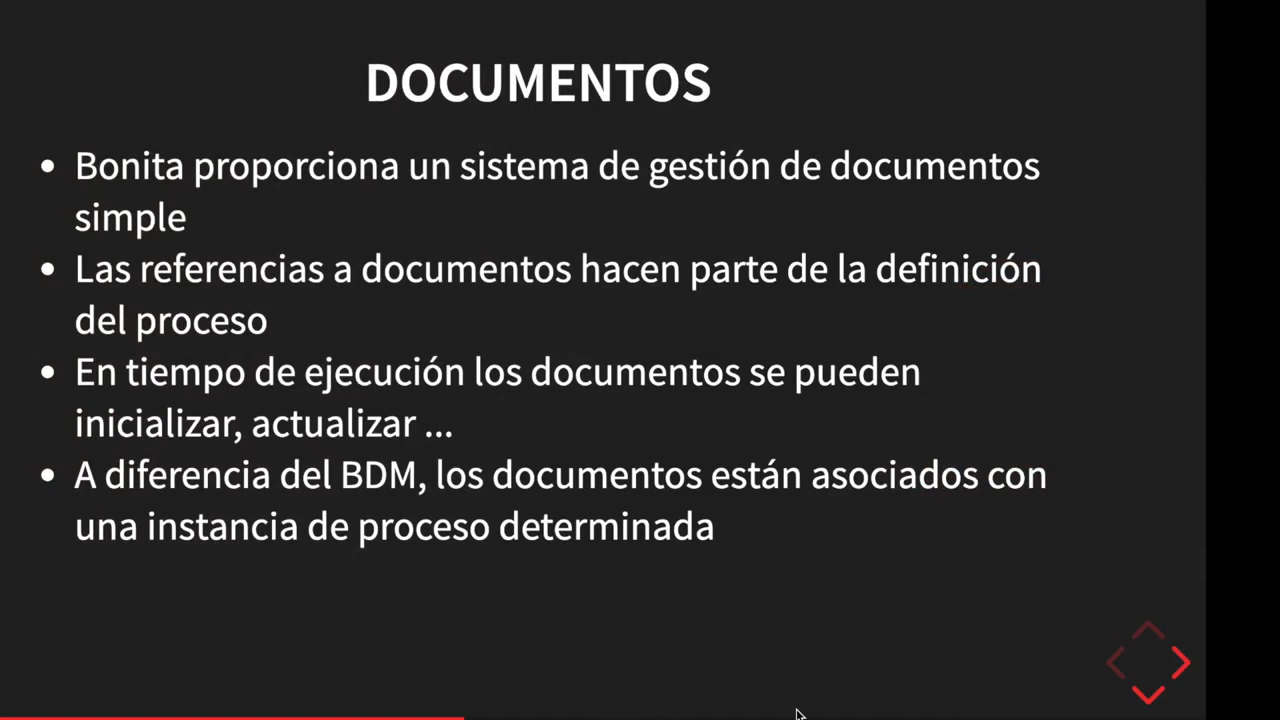 DOCUMENTOS
• Bonita proporciona un sistema de gestión de documentos
simple
• Las referencias a documentos hacen parte de la definición
del proceso
• En tiempo de ejecución los documentos se pueden
inicializar, actualizar ...
• A diferencia del BDM, los documentos están asociados con
una instancia de proceso determinada